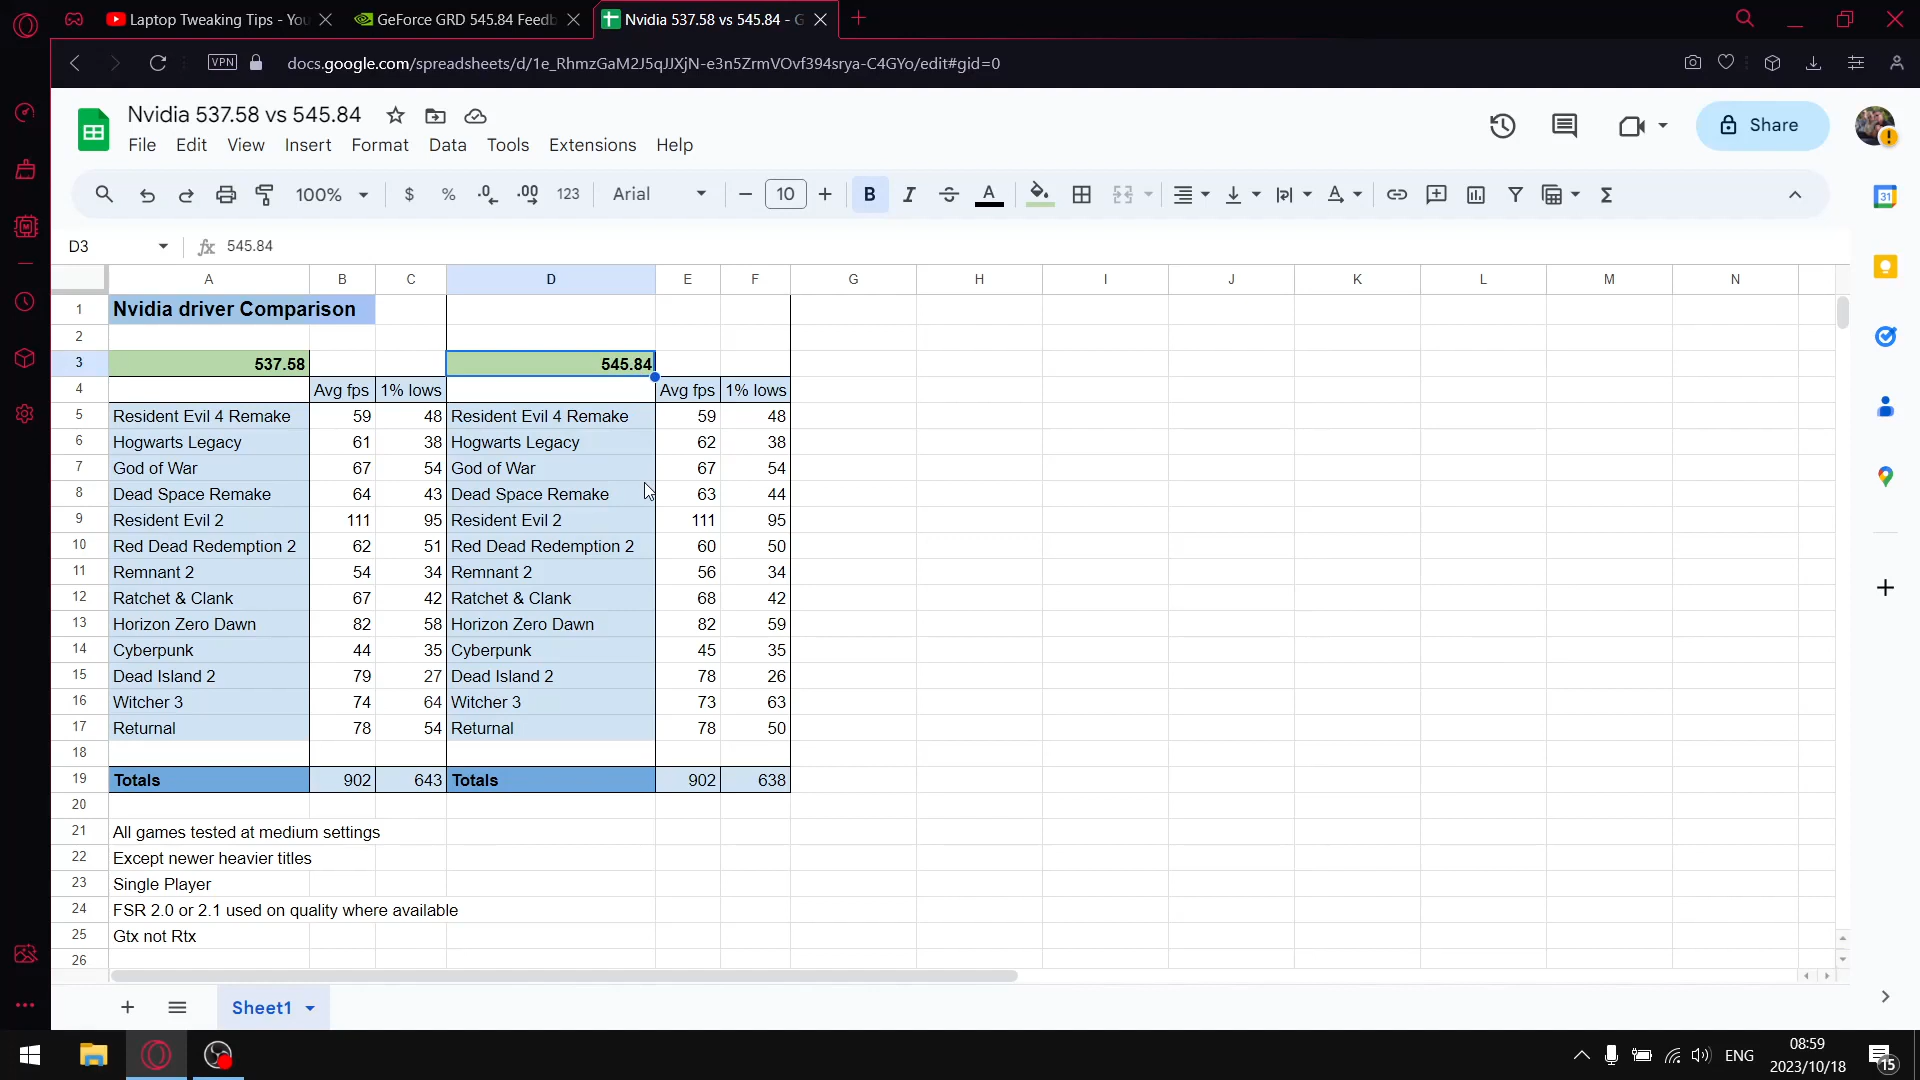 Laptop Tweaking Tips - You
GeForce GRD 545.84 Feedb
Nvidia 537.58 vs 545.84 - G
VPN
docs.google.com/spreadsheets/d/1e_RhmzGaM2J5qJJXjN-e3n5ZrmVOvf394srya-C4GYo/edit#gid=0
Nvidia 537.58 vs 545.84
File Edit View Insert Format Data Tools Extensions Help
Share
100% $ % .0 .00 123 Arial 10 B I A Σ
31
D3 fx 545.84
A B C D E F G H I J K L M N
1 Nvidia driver Comparison
2
3 537.58 545.84
4 Avg fps 1% lows Avg fps 1% lows
5 Resident Evil 4 Remake 59 48 Resident Evil 4 Remake 59 48
6 Hogwarts Legacy 61 38 Hogwarts Legacy 62 38
7 God of War 67 54 God of War 67 54
8 Dead Space Remake 64 43 Dead Space Remake 63 44
9 Resident Evil 2 111 95 Resident Evil 2 111 95
10 Red Dead Redemption 2 62 51 Red Dead Redemption 2 60 50
11 Remnant 2 54 34 Remnant 2 56 34
12 Ratchet & Clank 67 42 Ratchet & Clank 68 42
13 Horizon Zero Dawn 82 58 Horizon Zero Dawn 82 59
14 Cyberpunk 44 35 Cyberpunk 45 35
15 Dead Island 2 79 27 Dead Island 2 78 26
16 Witcher 3 74 64 Witcher 3 73 63
17 Returnal 78 54 Returnal 78 50
18
19 Totals 902 643 Totals 902 638
20
21 All games tested at medium settings
22 Except newer heavier titles
23 Single Player
24 FSR 2.0 or 2.1 used on quality where available
25 Gtx not Rtx
26
Sheet1
ENG
08:59
2023/10/18
15